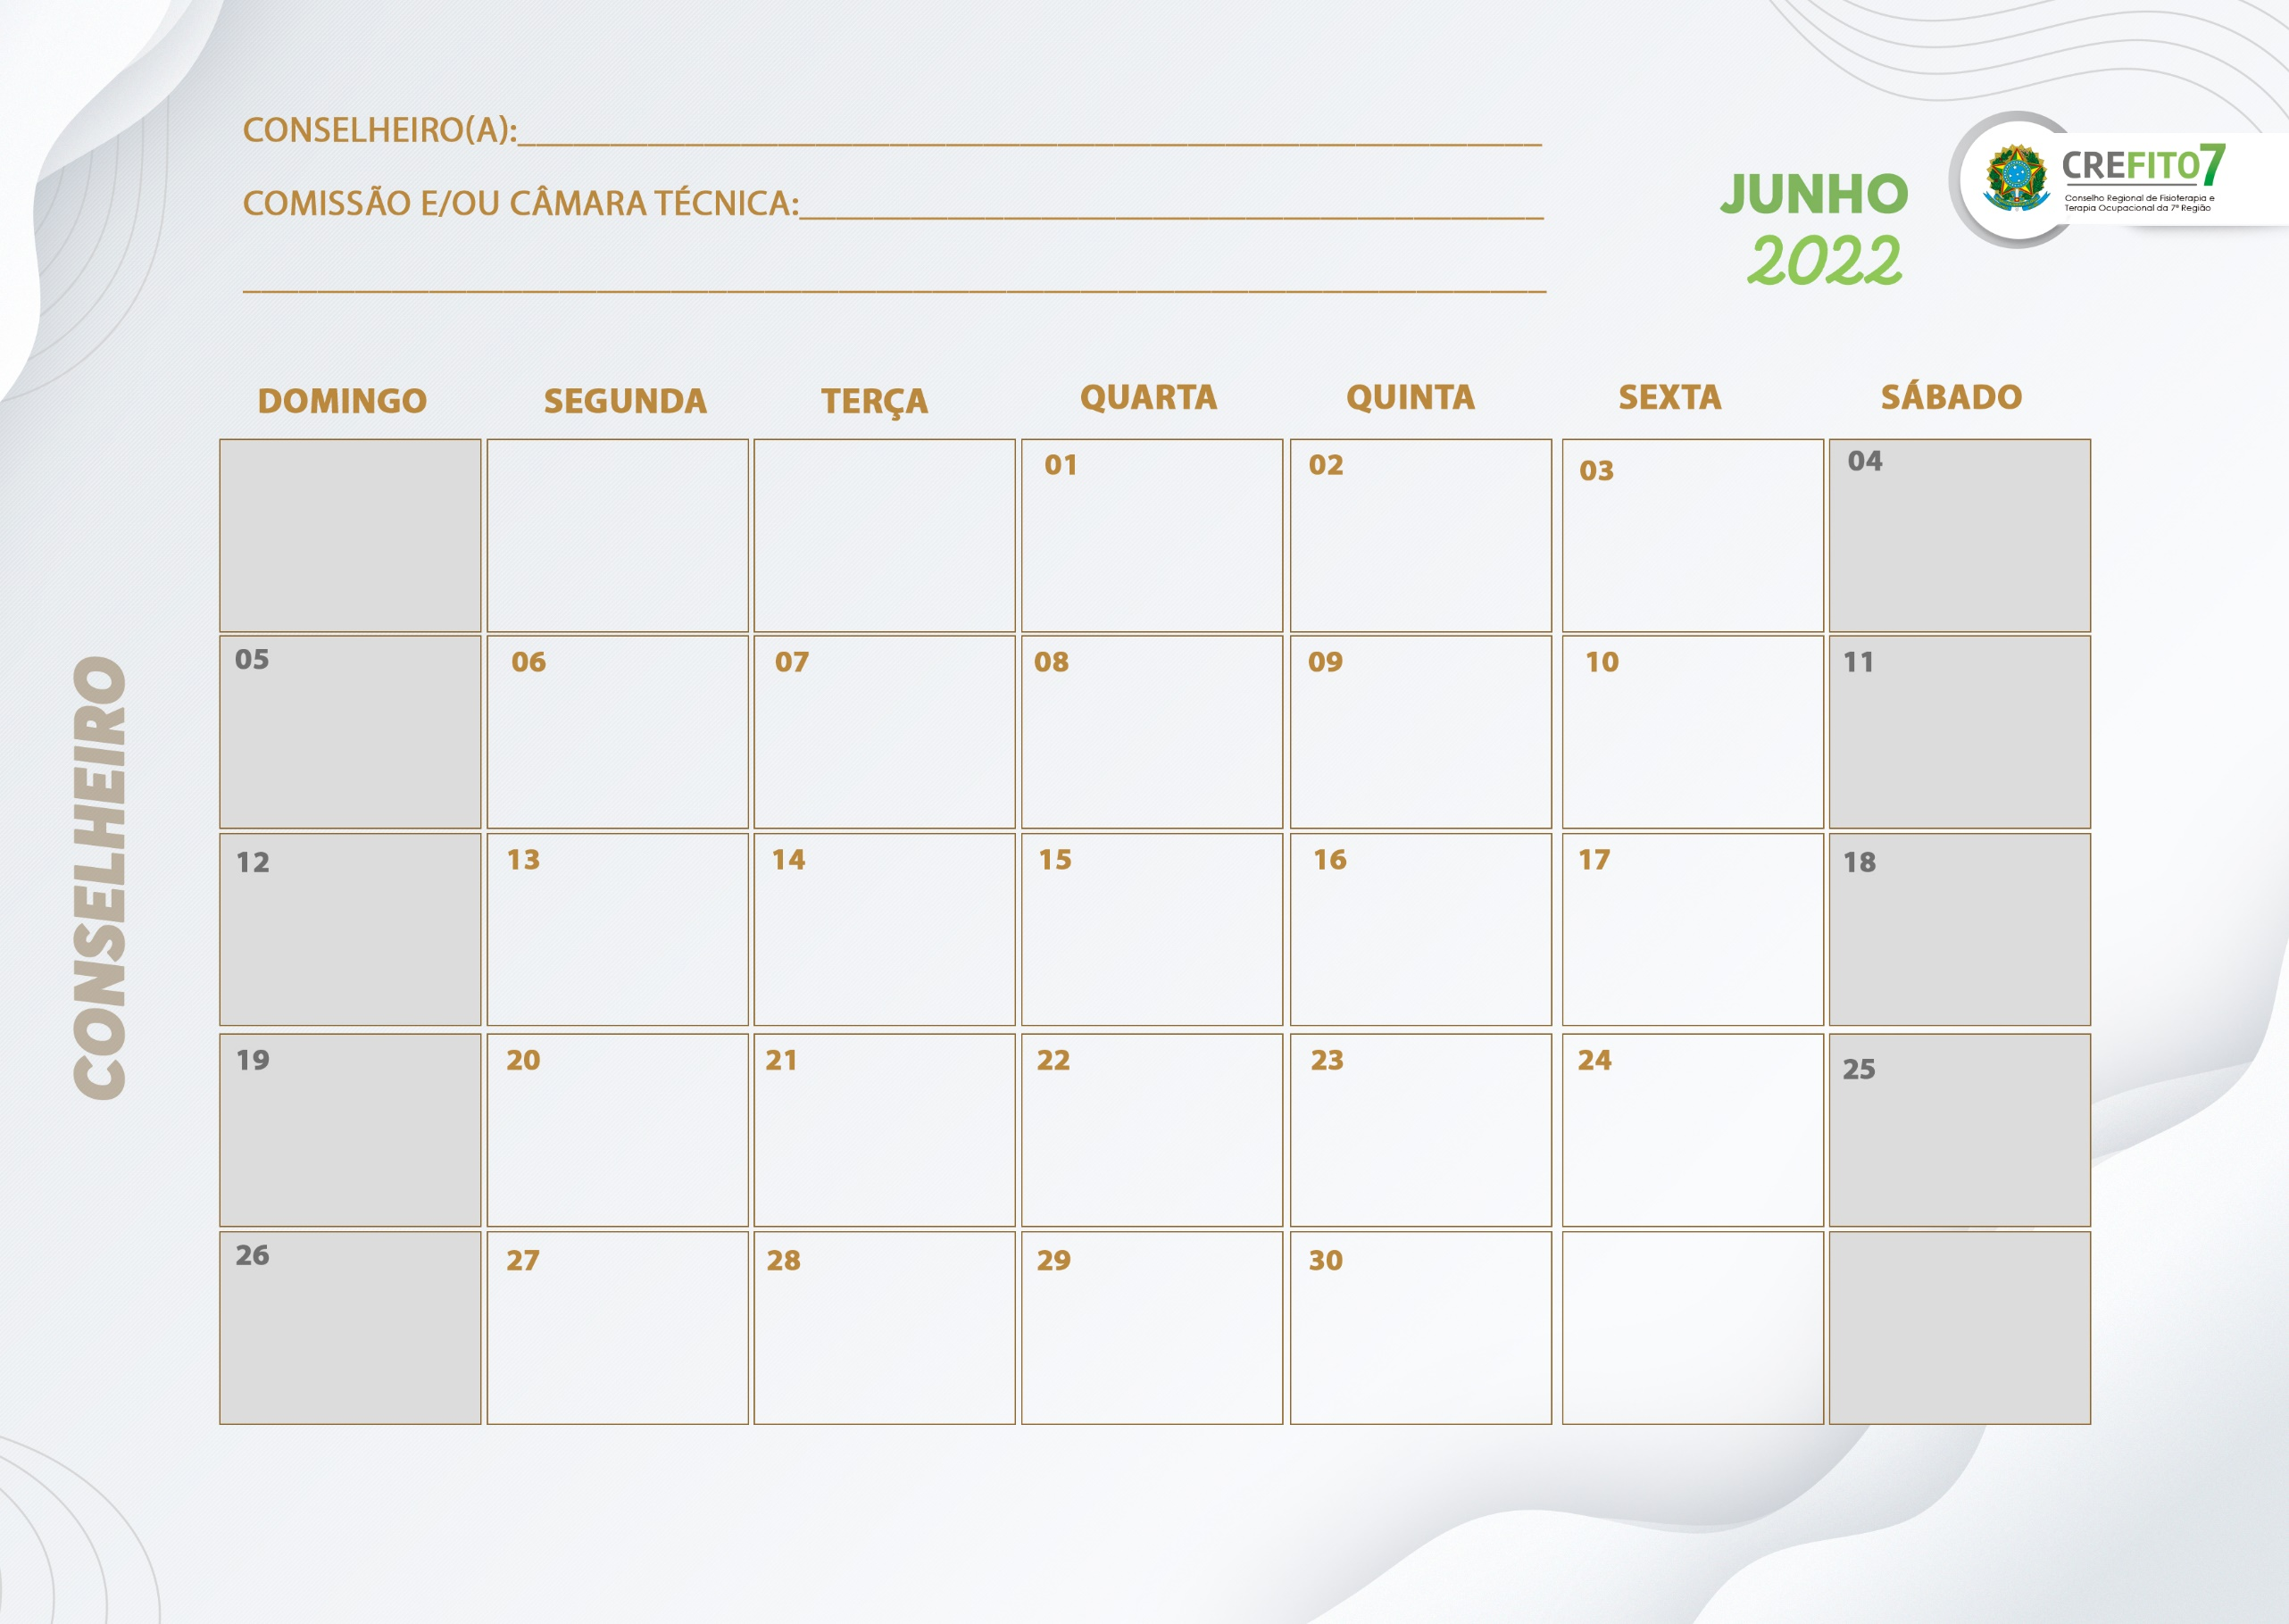 CONSELHEIRO(A):
COMISSÃO E/OU CÂMARA TÉCNICA:
JUNHO
2022
CREFITO7
Conselho Regional de Fisioterapia e
Terapia Ocupacional da 7ª Região
DOMINGO SEGUNDA TERÇA QUARTA QUINTA SEXTA SÁBADO
01 02 03 04
05 06 07 08 09 10 11
12 13 14 15 16 17 18
19 20 21 22 23 24 25
26 27 28 29 30
CONSELHEIRO